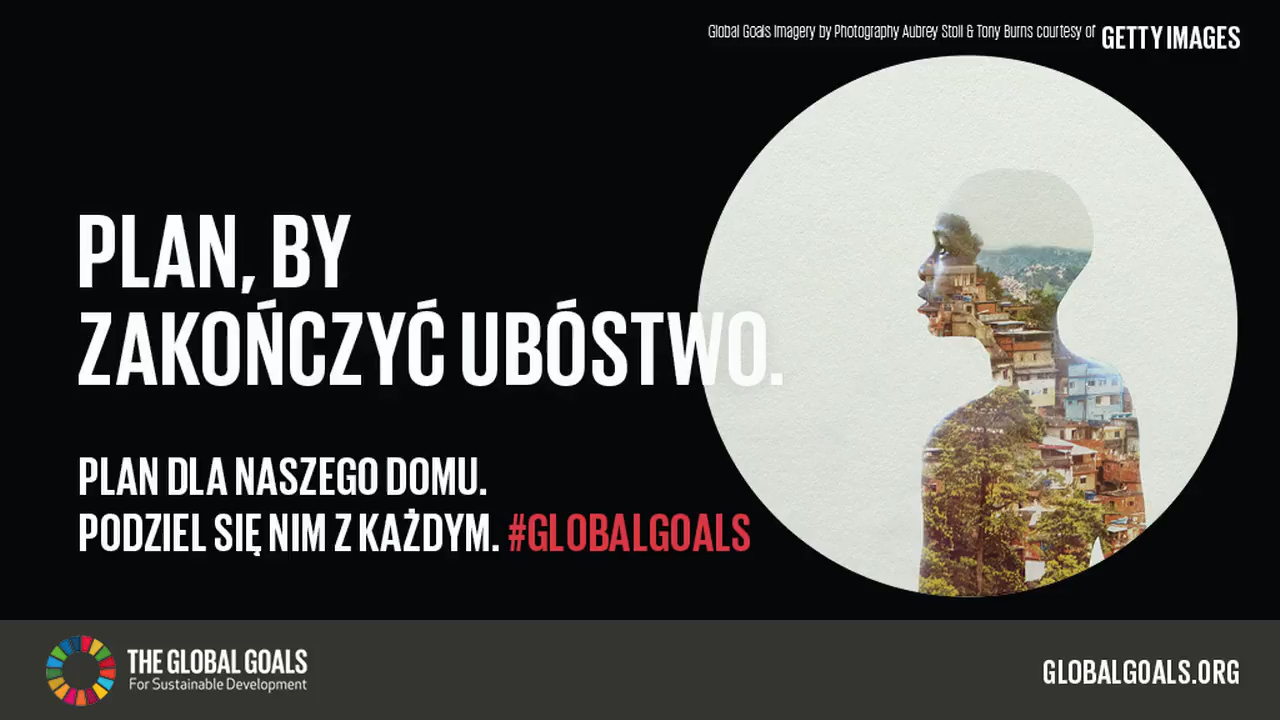 Global Goals Imagery by Photography Aubrey Stoll & Tony Burns courtesy of GETTY IMAGES
PLAN, BY
ZAKOŃCZYĆ UBÓSTWO.
PLAN DLA NASZEGO DOMU.
PODZIEL SIĘ NIM Z KAŻDYM. #GLOBALGOALS
THE GLOBAL GOALS
For Sustainable Development
GLOBALGOALS.ORG